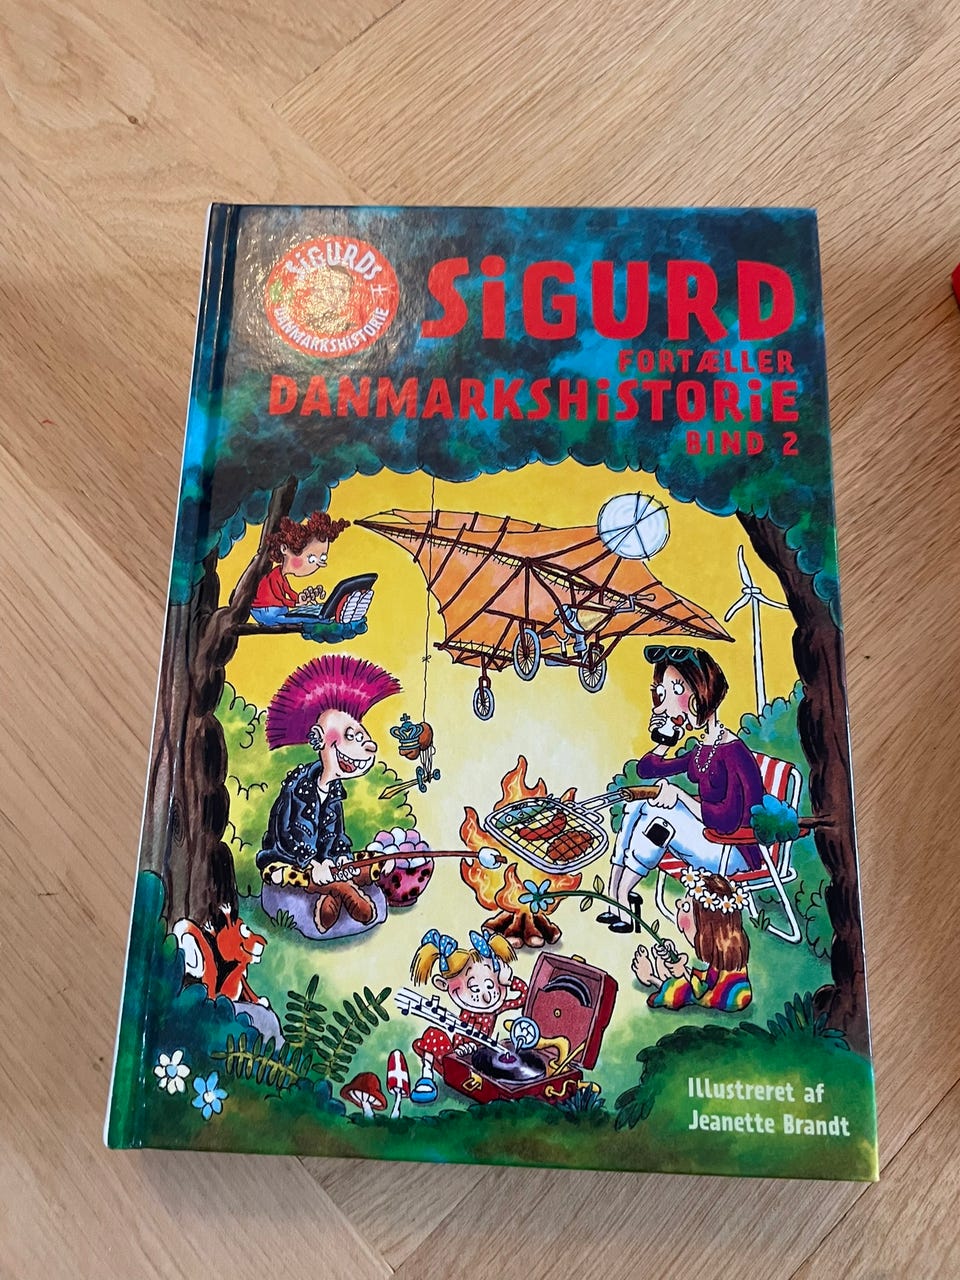 SiGURDS
DANMARKSHiSTORiE
SiGURD
FORTÆLLER
DANMARKSHiSTORiE
BIND 2
Illustreret af
Jeanette Brandt